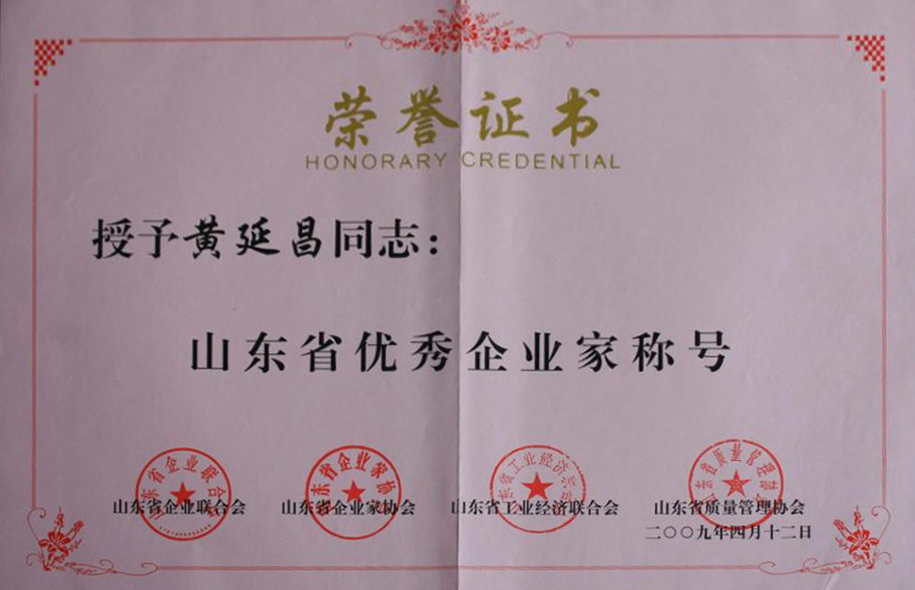 荣誉证书
HONORARY CREDENTIAL
授予黄延昌同志：
山东省优秀企业家称号
山东省企业联合会 山东省企业家协会 山东省工业经济联合会 山东省质量管理协会
二〇〇九年四月十二日